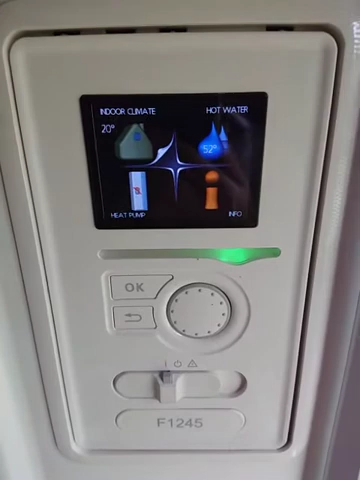 INDOOR CLIMATE HOT WATER
20°
52°
HEAT PUMP INFO
OK
F1245